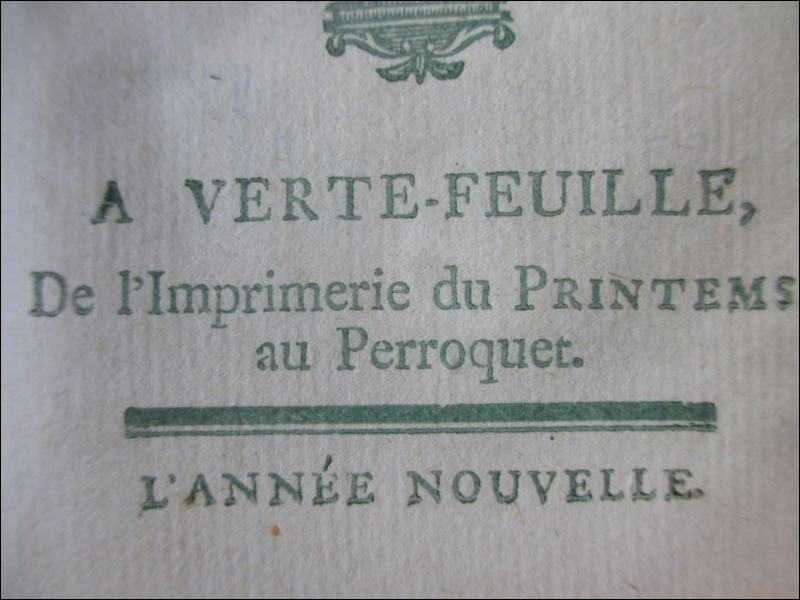 A VERTE-FEUILLE,
De l'Imprimerie du PRINTEMS
au Perroquet.
L'ANNÉE NOUVELLE.